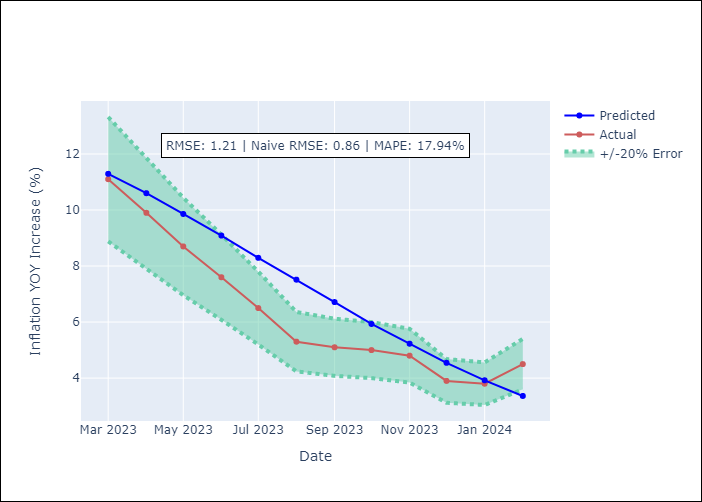 RMSE: 1.21 | Naive RMSE: 0.86 | MAPE: 17.94%
Predicted
Actual
+/-20% Error
Inflation YOY Increase (%)
12
10
8
6
4
Mar 2023 May 2023 Jul 2023 Sep 2023 Nov 2023 Jan 2024
Date